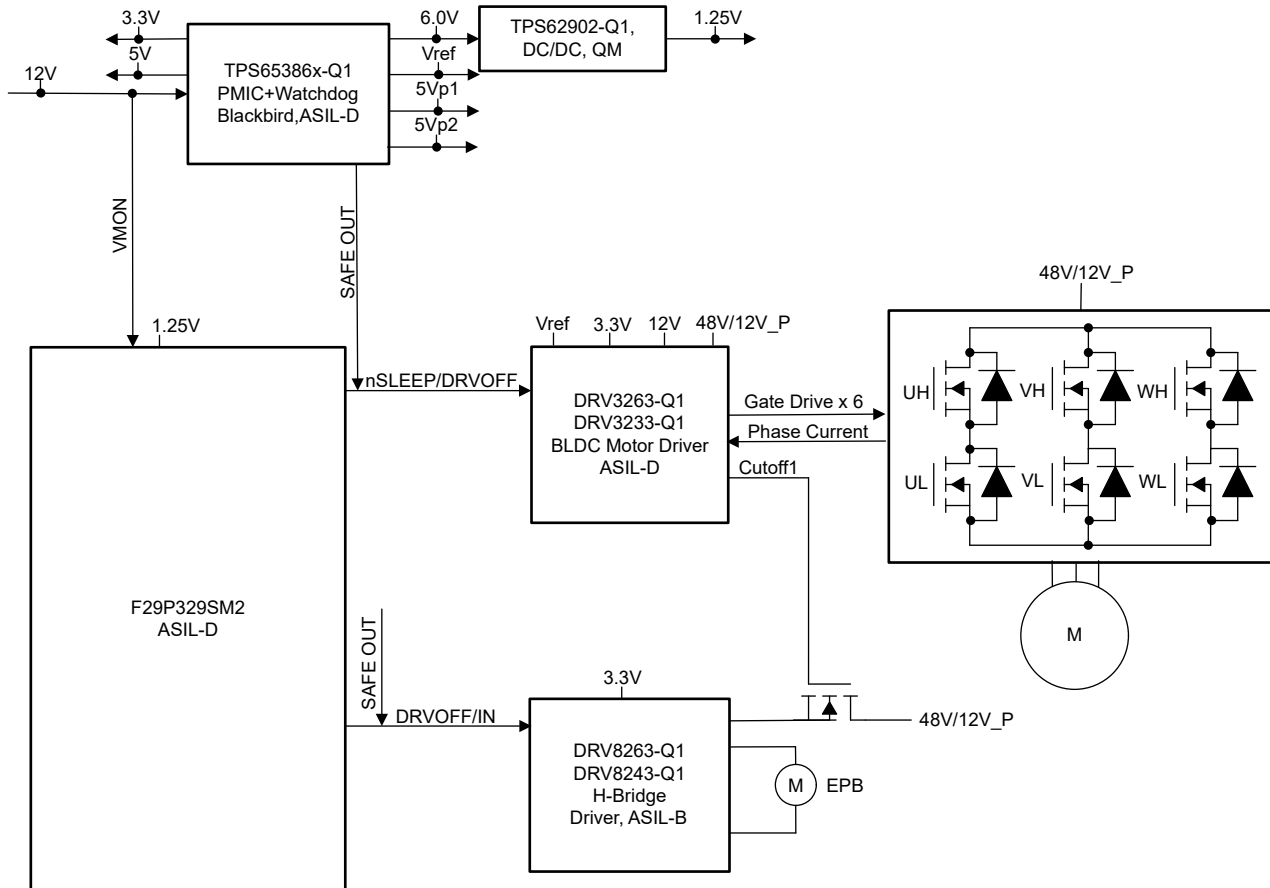 3.3V
5V
12V
TPS65386x-Q1
PMIC+Watchdog
Blackbird,ASIL-D
6.0V
Vref
5Vp1
5Vp2
TPS62902-Q1,
DC/DC, QM
1.25V
VMON
SAFE OUT
1.25V
F29P329SM2
ASIL-D
nSLEEP/DRVOFF
Vref
3.3V
12V
48V/12V_P
DRV3263-Q1
DRV3233-Q1
BLDC Motor Driver
ASIL-D
Gate Drive x 6
Phase Current
Cutoff1
48V/12V_P
UH
VH
WH
UL
VL
WL
M
SAFE OUT
DRVOFF/IN
3.3V
DRV8263-Q1
DRV8243-Q1
H-Bridge
Driver, ASIL-B
48V/12V_P
M
EPB